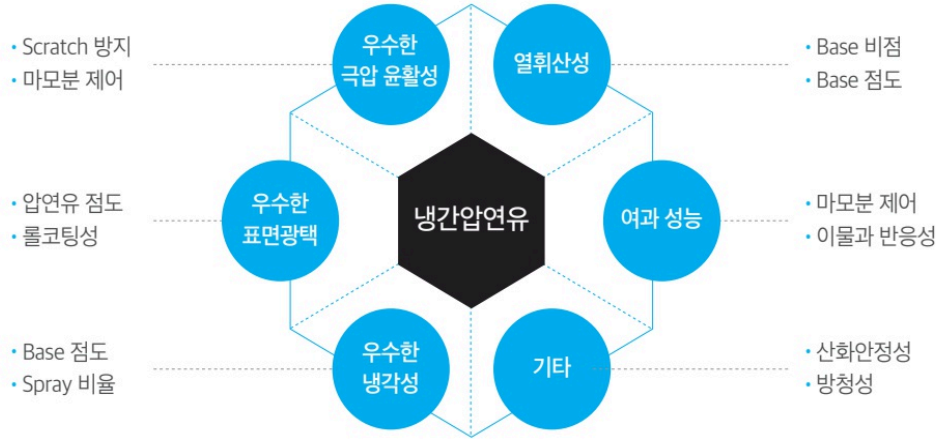 • Scratch 방지
• 마모분 제어
우수한
극압 윤활성
열휘산성
• Base 비점
• Base 점도
• 압연유 점도
• 롤코팅성
우수한
표면광택
냉간압연유
여과 성능
• 마모분 제어
• 이물과 반응성
• Base 점도
• Spray 비율
우수한
냉각성
기타
• 산화안정성
• 방청성